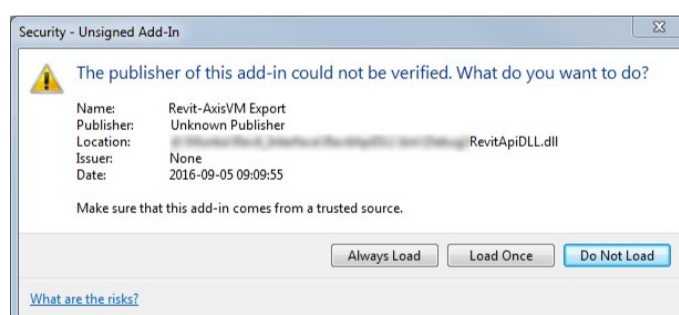 Security - Unsigned Add-In
The publisher of this add-in could not be verified. What do you want to do?
Name: Revit-AxisVM Export
Publisher: Unknown Publisher
Location: RevitApiDLL.dll
Issuer: None
Date: 2016-09-05 09:09:55
Make sure that this add-in comes from a trusted source.
Always Load Load Once Do Not Load
What are the risks?